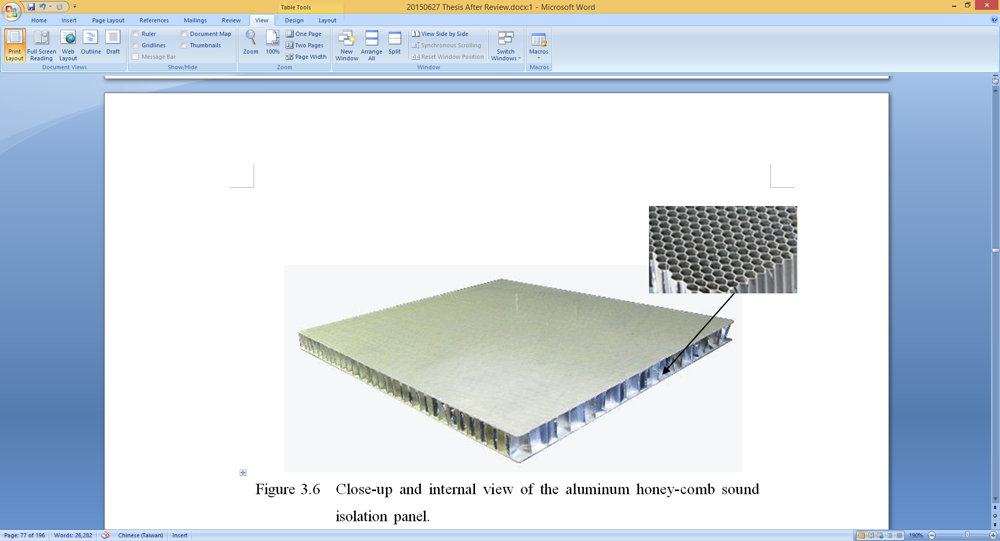 Table Tools
20150627 Thesis After Review.docx:1 - Microsoft Word
Home Insert Page Layout References Mailings Review View Design Layout
Print Layout
Full Screen Reading
Web Layout
Outline
Draft
Document Views
Ruler
Gridlines
Message Bar
Document Map
Thumbnails
Show/Hide
Zoom
100%
One Page
Two Pages
Page Width
Zoom
New Window
Arrange All
Split
View Side by Side
Synchronous Scrolling
Reset Window Position
Switch Windows
Window
Macros
Macros
Figure 3.6 Close-up and internal view of the aluminum honey-comb sound
isolation panel.
Page: 77 of 196 Words: 26,282 Chinese (Taiwan) Insert 190%